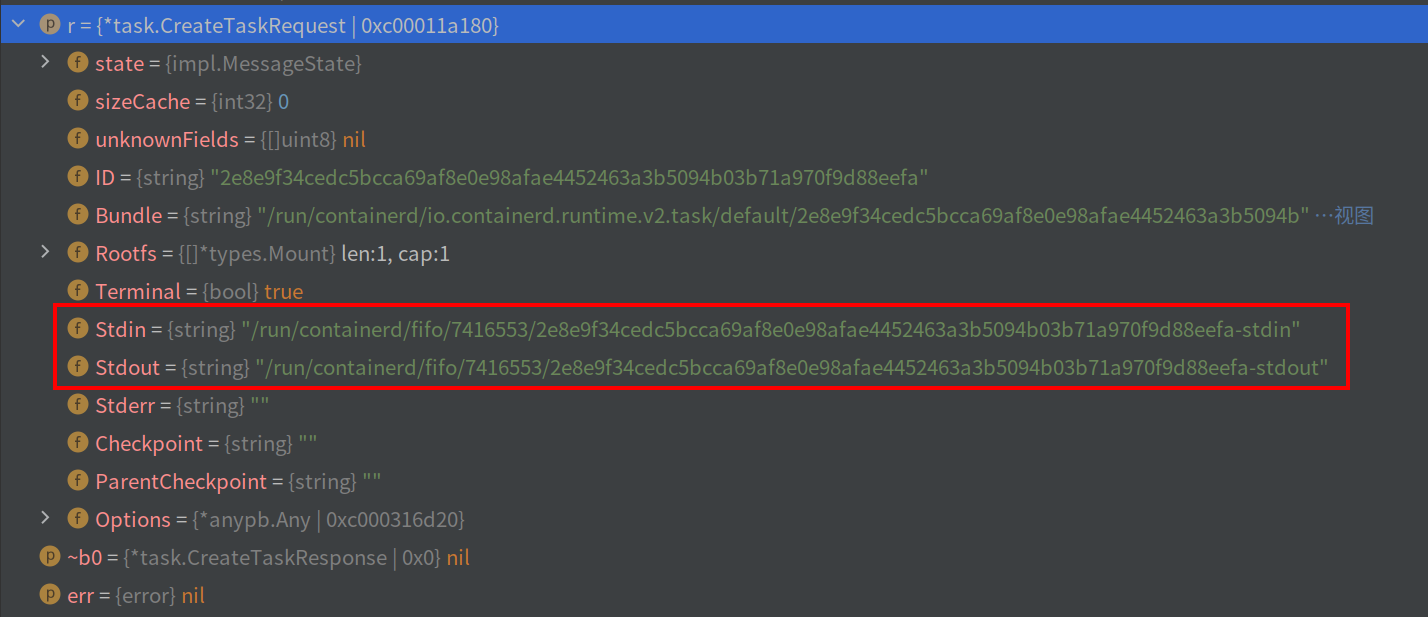 p r = {*task.CreateTaskRequest | 0xc00011a180}
f state = {impl.MessageState}
f sizeCache = {int32} 0
f unknownFields = {[]uint8} nil
f ID = {string} "2e8e9f34cedc5bcca69af8e0e98afae4452463a3b5094b03b71a970f9d88eefa"
f Bundle = {string} "/run/containerd/io.containerd.runtime.v2.task/default/2e8e9f34cedc5bcca69af8e0e98afae4452463a3b5094b" …视图
f Rootfs = {[]*types.Mount} len:1, cap:1
f Terminal = {bool} true
f Stdin = {string} "/run/containerd/fifo/7416553/2e8e9f34cedc5bcca69af8e0e98afae4452463a3b5094b03b71a970f9d88eefa-stdin"
f Stdout = {string} "/run/containerd/fifo/7416553/2e8e9f34cedc5bcca69af8e0e98afae4452463a3b5094b03b71a970f9d88eefa-stdout"
f Stderr = {string} ""
f Checkpoint = {string} ""
f ParentCheckpoint = {string} ""
f Options = {*anypb.Any | 0xc000316d20}
p ~b0 = {*task.CreateTaskResponse | 0x0} nil
p err = {error} nil